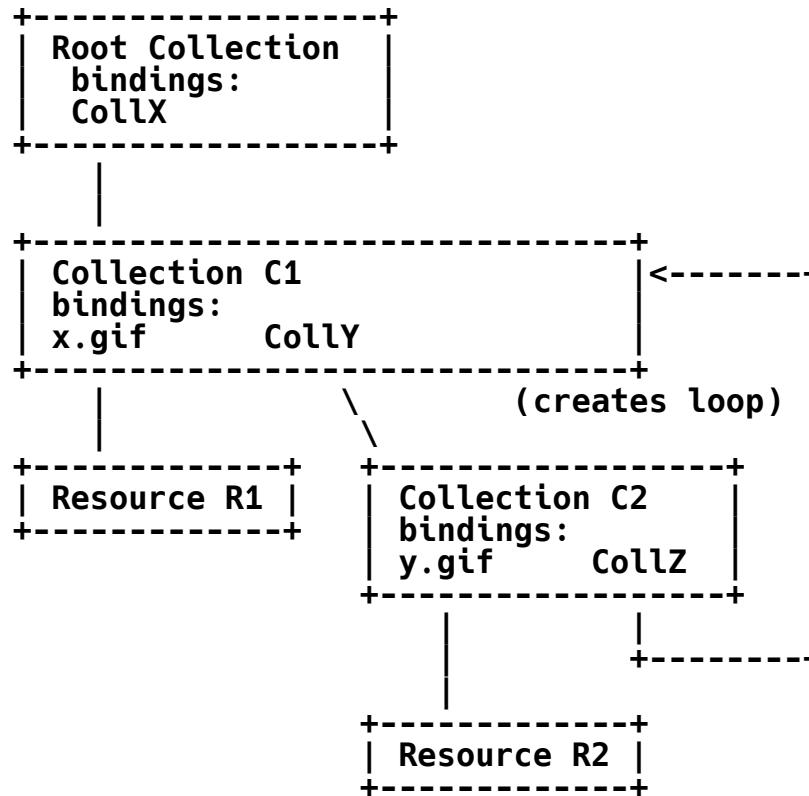 Root Collection
bindings:
CollX
Collection C1
bindings:
x.gif CollY
(creates loop)
Resource R1
Collection C2
bindings:
y.gif CollZ
Resource R2